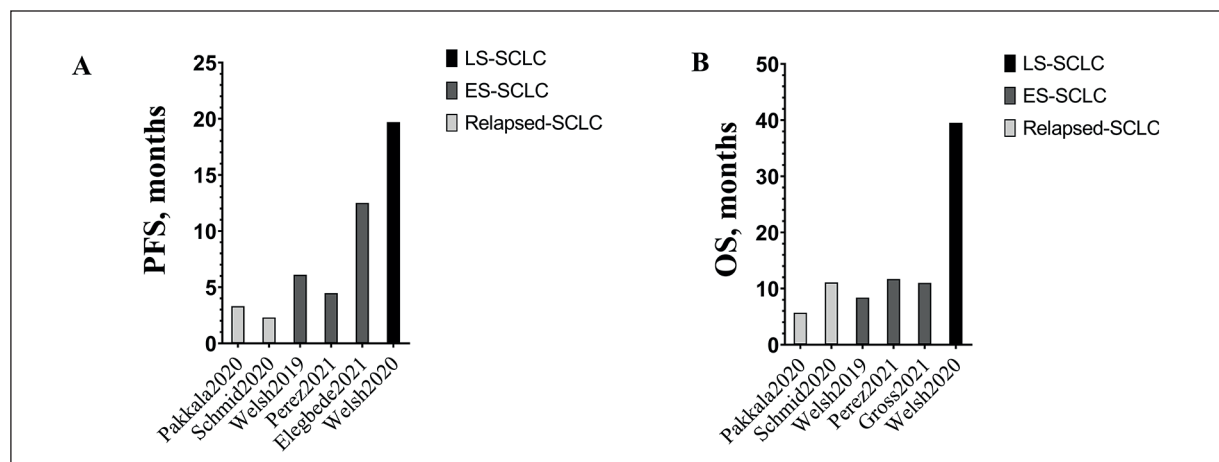 A
PFS, months
25
20
15
10
5
0
Pakkala2020
Schmid2020
Welsh2019
Perez2021
Elegbede2021
Welsh2020
LS-SCLC
ES-SCLC
Relapsed-SCLC
B
OS, months
50
40
30
20
10
0
Pakkala2020
Schmid2020
Welsh2019
Perez2021
Gross2021
Welsh2020
LS-SCLC
ES-SCLC
Relapsed-SCLC